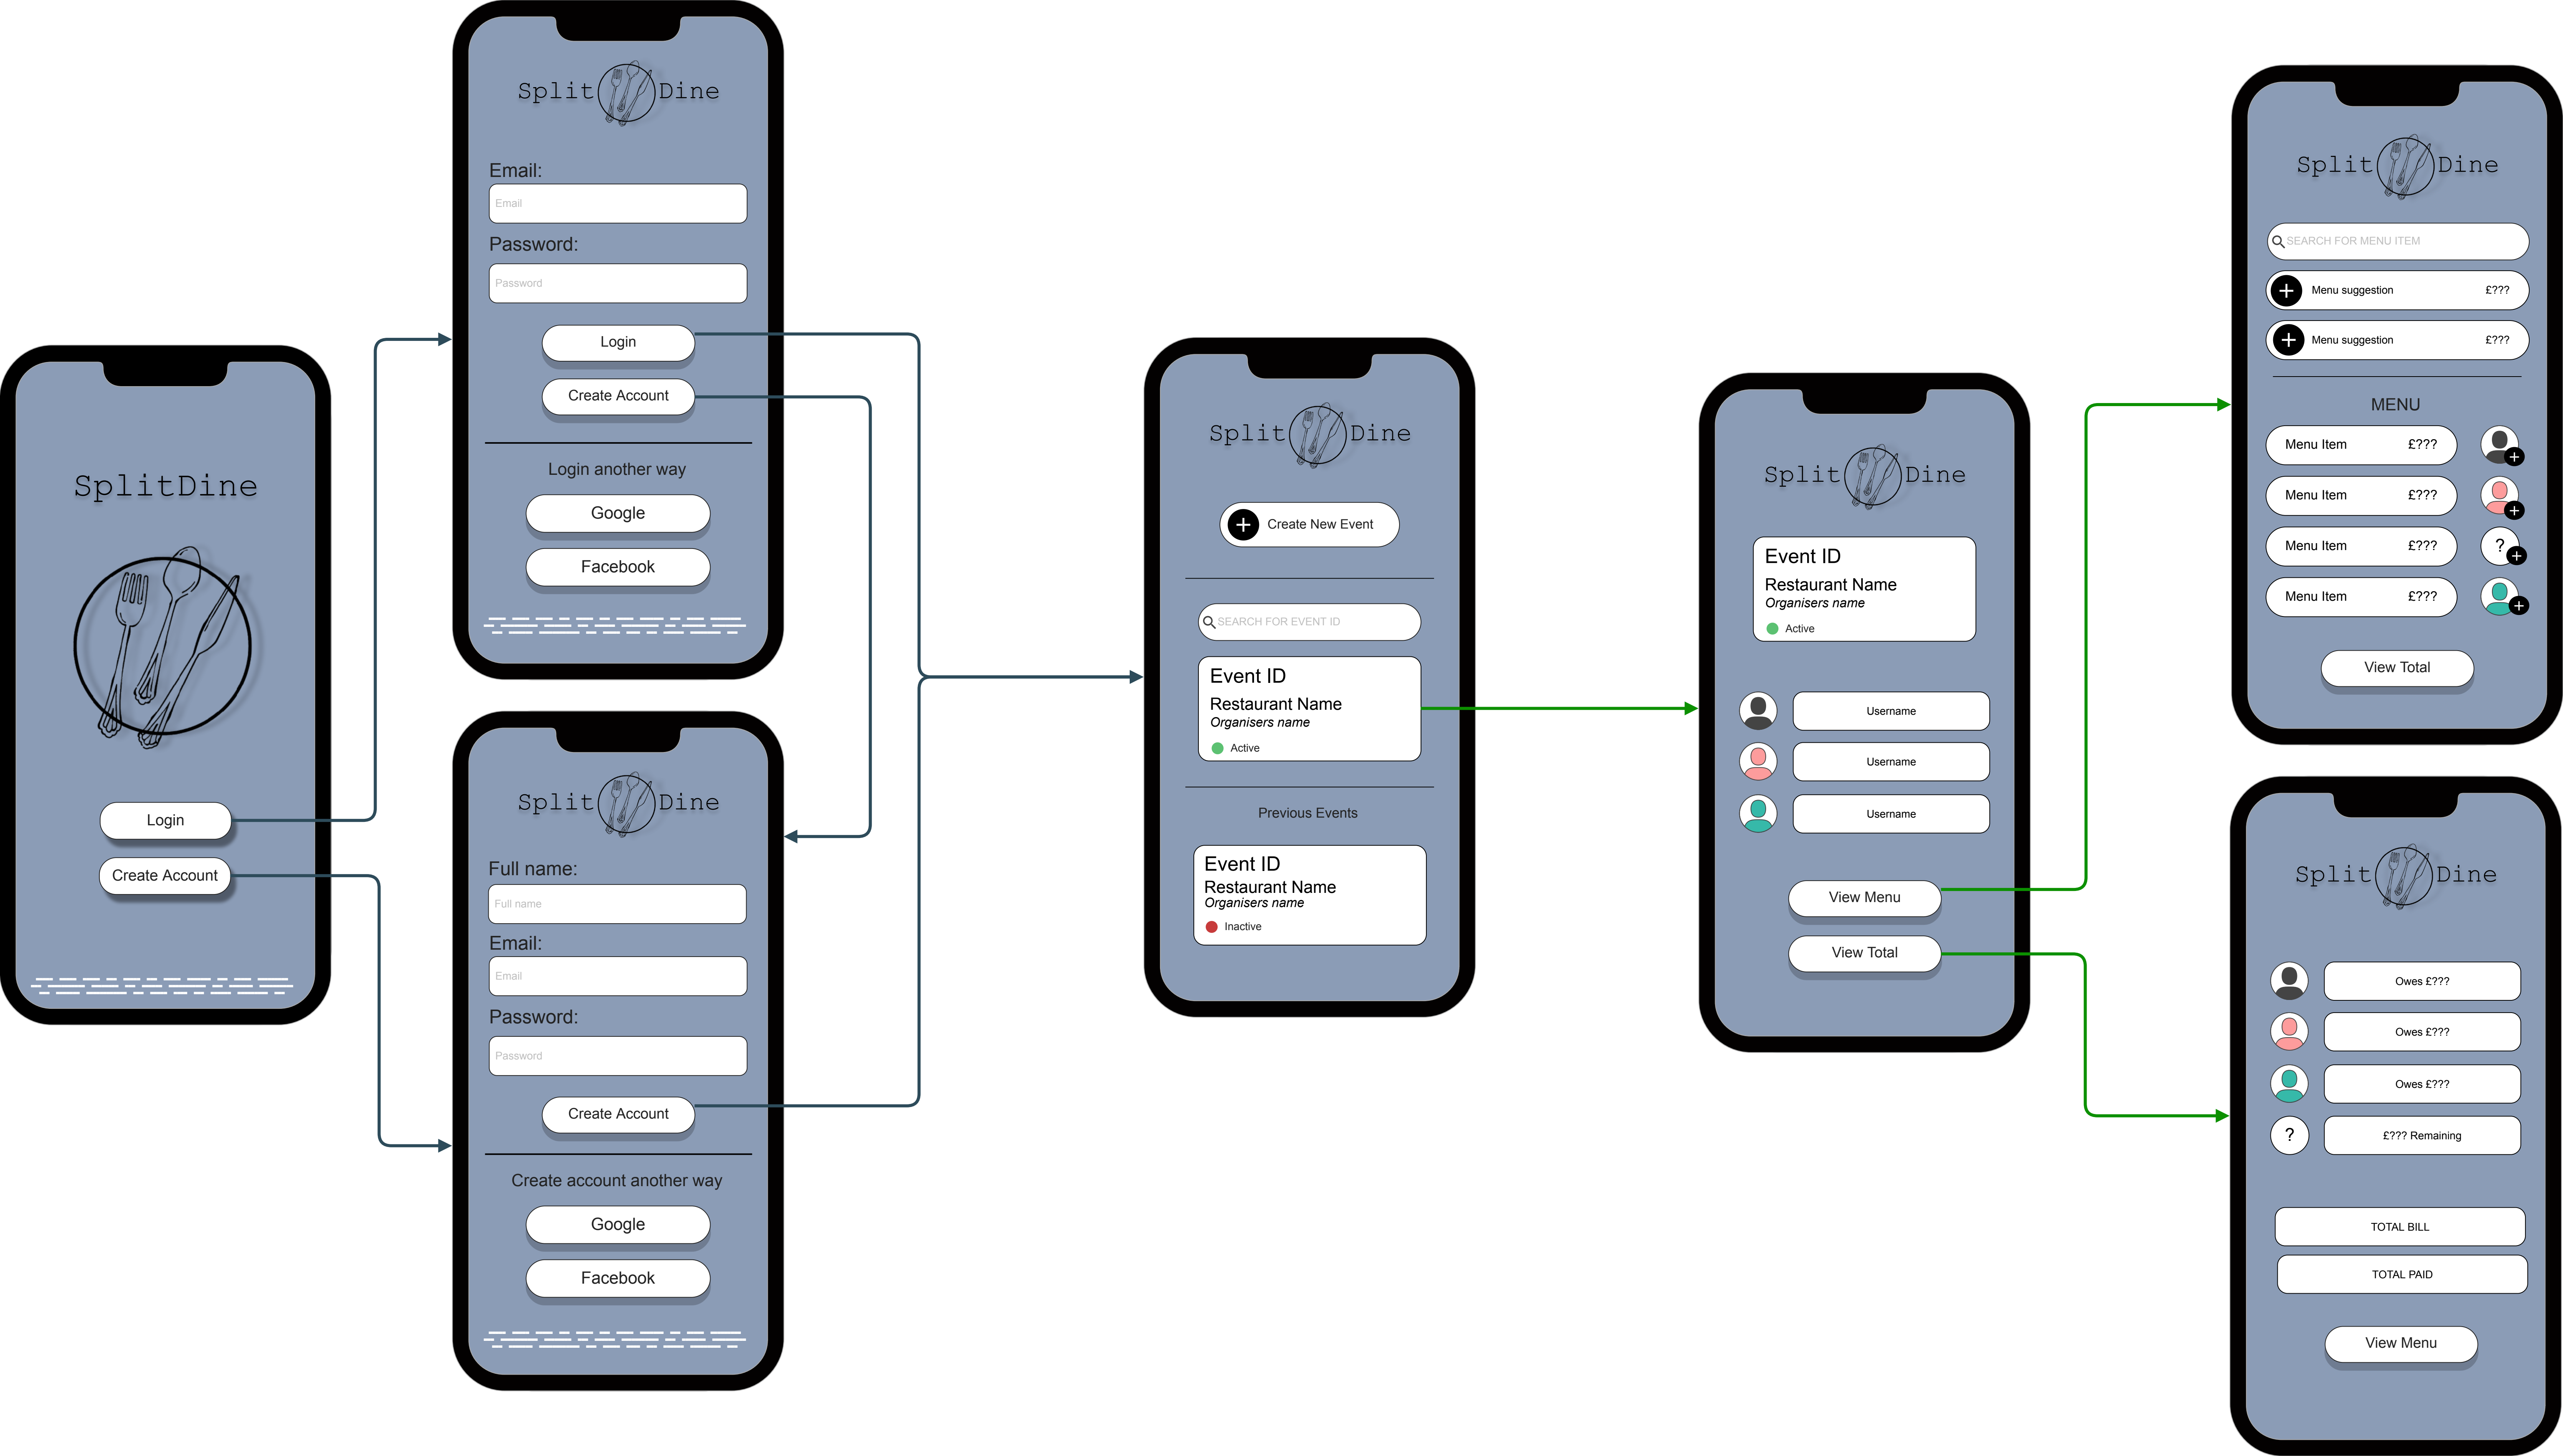 SplitDine
Login
Create Account
Split Dine
Email:
Email
Password:
Password
Login
Create Account
Login another way
Google
Facebook
Split Dine
Full name:
Full name
Email:
Email
Password:
Password
Create Account
Create account another way
Google
Facebook
Split Dine
Create New Event
SEARCH FOR EVENT ID
Event ID
Restaurant Name
Organisers name
Active
Previous Events
Event ID
Restaurant Name
Organisers name
Inactive
Split Dine
Event ID
Restaurant Name
Organisers name
Active
Username
Username
Username
View Menu
View Total
Split Dine
SEARCH FOR MENU ITEM
Menu suggestion £???
Menu suggestion £???
MENU
Menu Item £???
Menu Item £???
Menu Item £??? ?
Menu Item £???
View Total
Split Dine
Owes £???
Owes £???
Owes £???
? £??? Remaining
TOTAL BILL
TOTAL PAID
View Menu